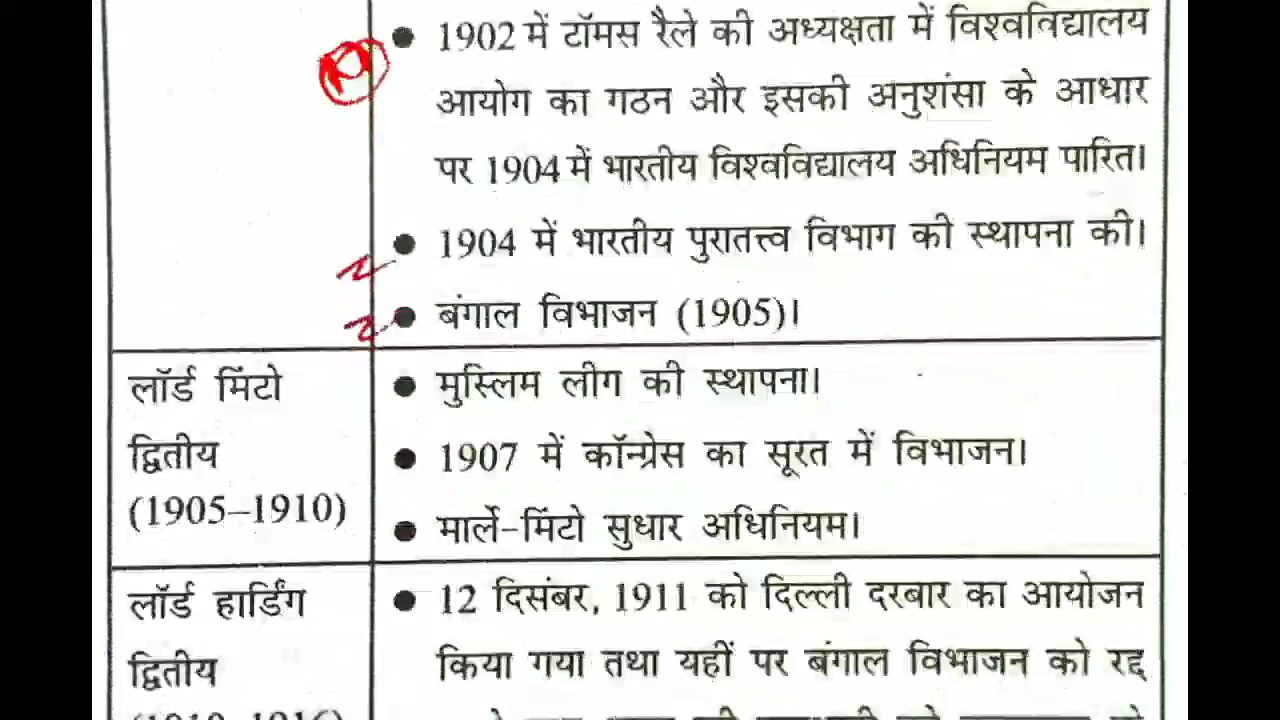 1902 में टॉमस रैले की अध्यक्षता में विश्वविद्यालय
आयोग का गठन और इसकी अनुशंसा के आधार
पर 1904 में भारतीय विश्वविद्यालय अधिनियम पारित।
1904 में भारतीय पुरातत्त्व विभाग की स्थापना की।
बंगाल विभाजन (1905)।
लॉर्ड मिंटो
द्वितीय
(1905–1910)
मुस्लिम लीग की स्थापना।
1907 में कॉन्ग्रेस का सूरत में विभाजन।
मार्ले-मिंटो सुधार अधिनियम।
लॉर्ड हार्डिंग
द्वितीय
12 दिसंबर, 1911 को दिल्ली दरबार का आयोजन
किया गया तथा यहीं पर बंगाल विभाजन को रद्द